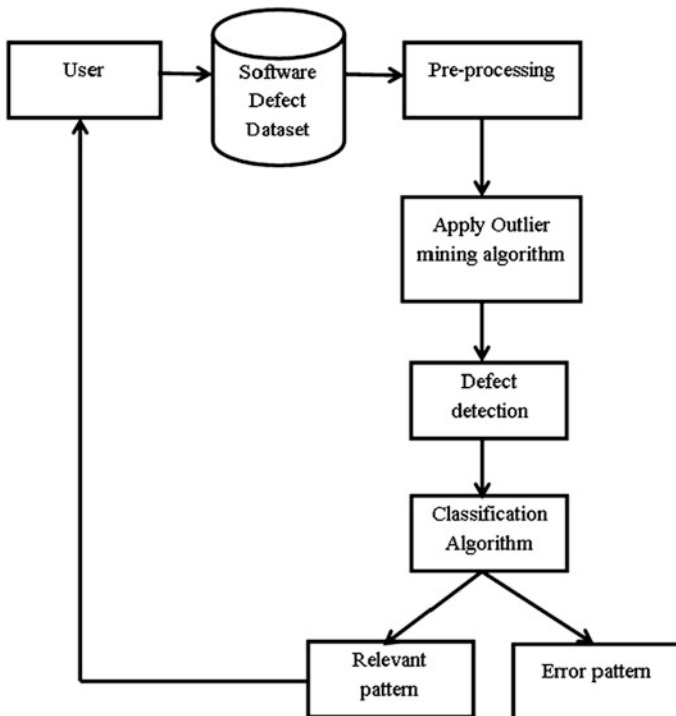 User
Software
Defect
Dataset
Pre-processing
Apply Outlier
mining algorithm
Defect
detection
Classification
Algorithm
Relevant
pattern
Error pattern